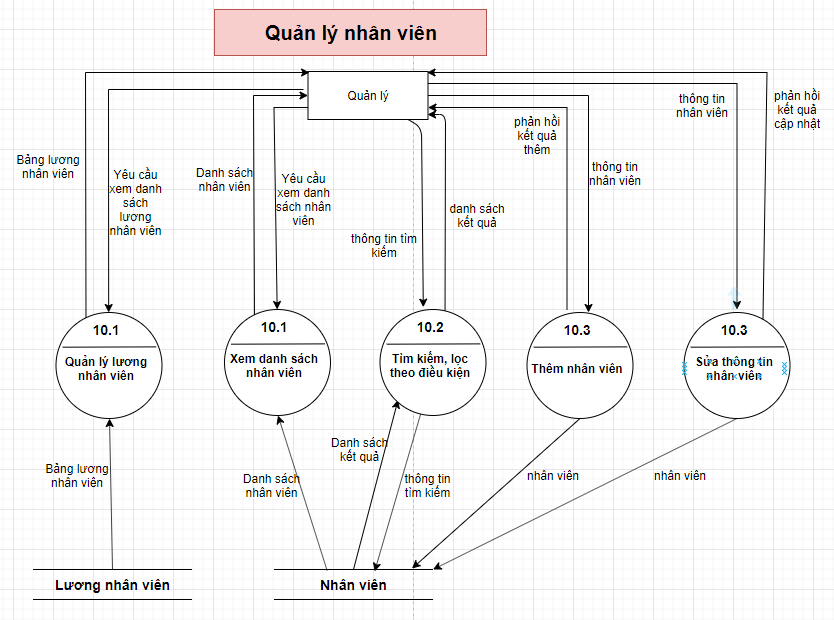 Quản lý nhân viên
Quản lý
Bảng lương
nhân viên
Yêu cầu
xem danh
sách
lương
nhân viên
Danh sách
nhân viên
Yêu cầu
xem danh
sách nhân
viên
thông tin tìm
kiếm
danh sách
kết quả
phản hồi
kết quả
thêm
thông tin
nhân viên
thông tin
nhân viên
phản hồi
kết quả
cập nhật
10.1
Quản lý lương
nhân viên
10.1
Xem danh sách
nhân viên
10.2
Tìm kiếm, lọc
theo điều kiện
10.3
Thêm nhân viên
10.3
Sửa thông tin
nhân viên
Bảng lương
nhân viên
Danh sách
nhân viên
Danh sách
kết quả
thông tin
tìm kiếm
nhân viên
nhân viên
Lương nhân viên
Nhân viên